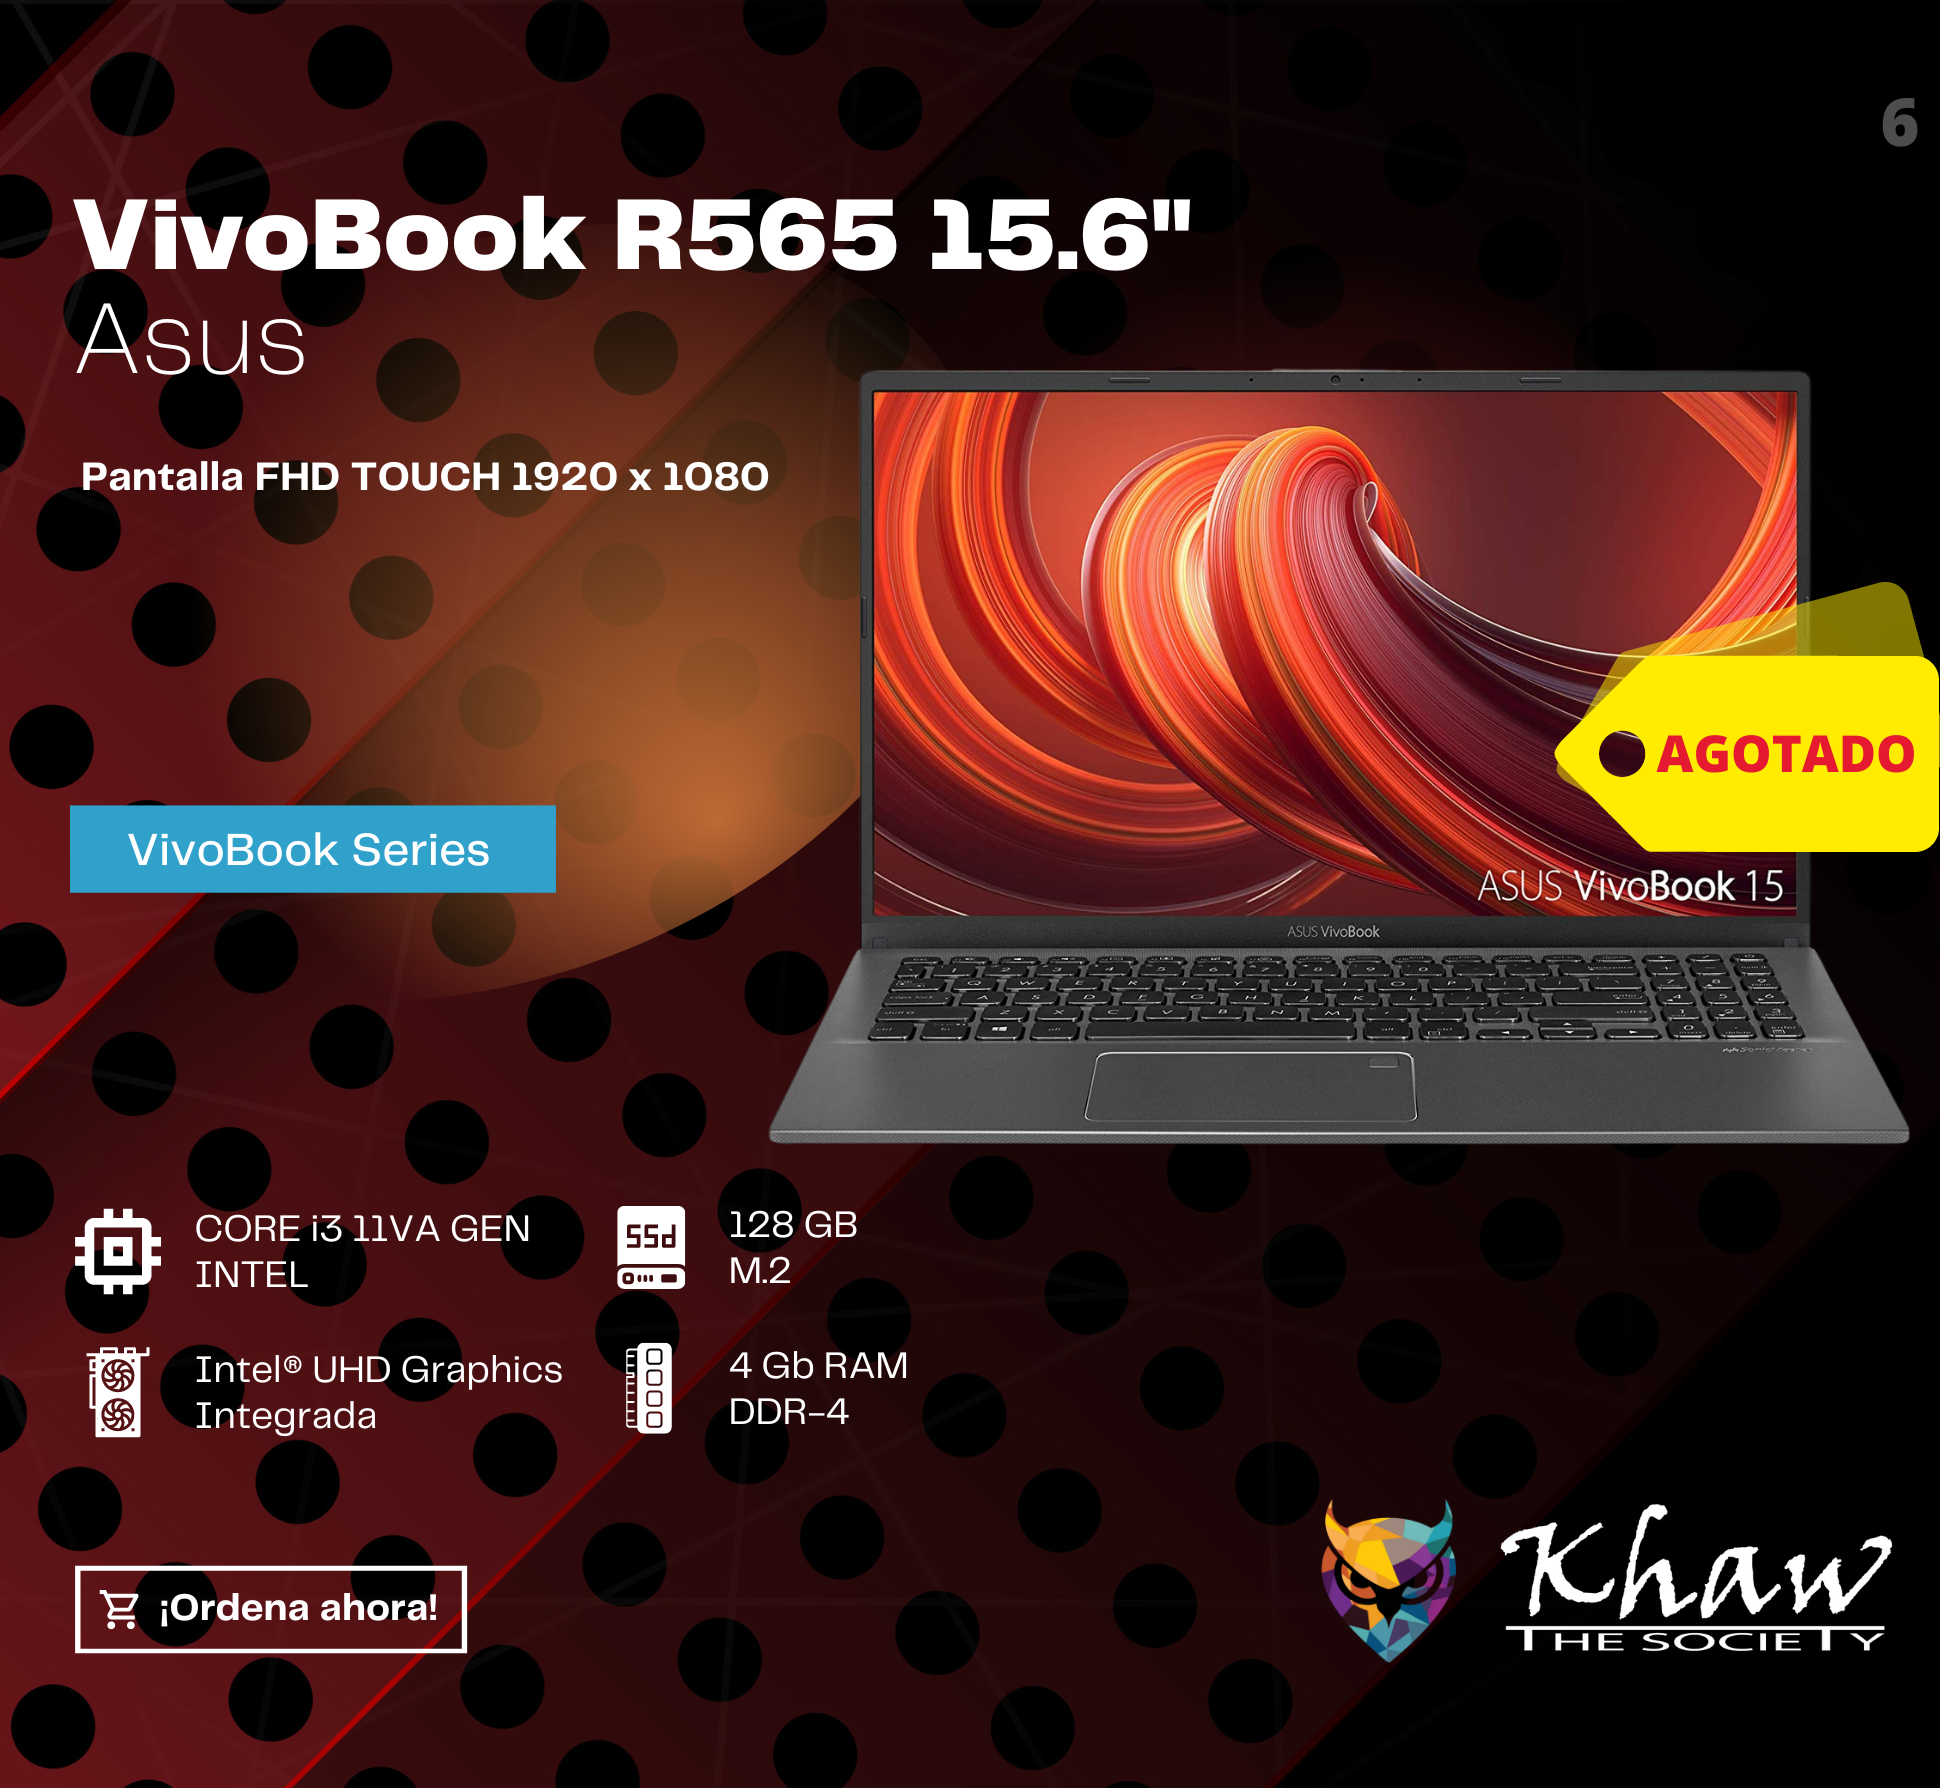 6
VivoBook R565 15.6"
Asus
Pantalla FHD TOUCH 1920 x 1080
AGOTADO
VivoBook Series
ASUS VivoBook 15
ASUS VivoBook
CORE i3 11VA GEN
INTEL
ssd
128 GB
M.2
Intel® UHD Graphics
Integrada
4 Gb RAM
DDR-4
¡Ordena ahora!
Khaw
THE SOCIETY